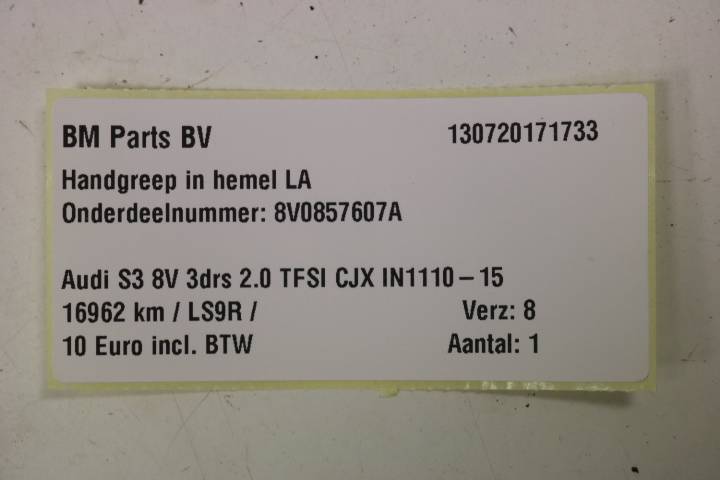 BM Parts BV 130720171733
Handgreep in hemel LA
Onderdeelnummer: 8V0857607A
Audi S3 8V 3drs 2.0 TFSI CJX IN1110 – 15
16962 km / LS9R / Verz: 8
10 Euro incl. BTW Aantal: 1